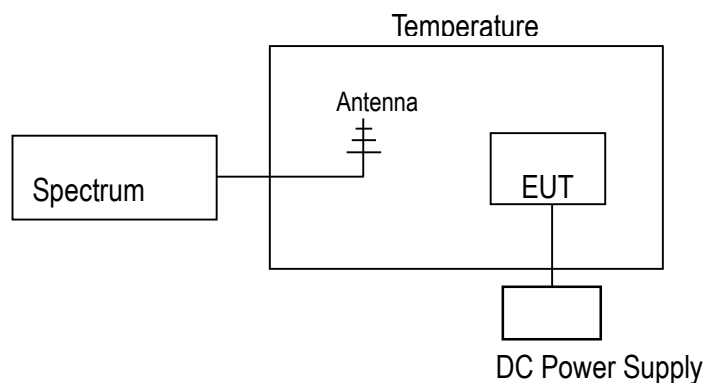 Temperature
Antenna
Spectrum
EUT
DC Power Supply